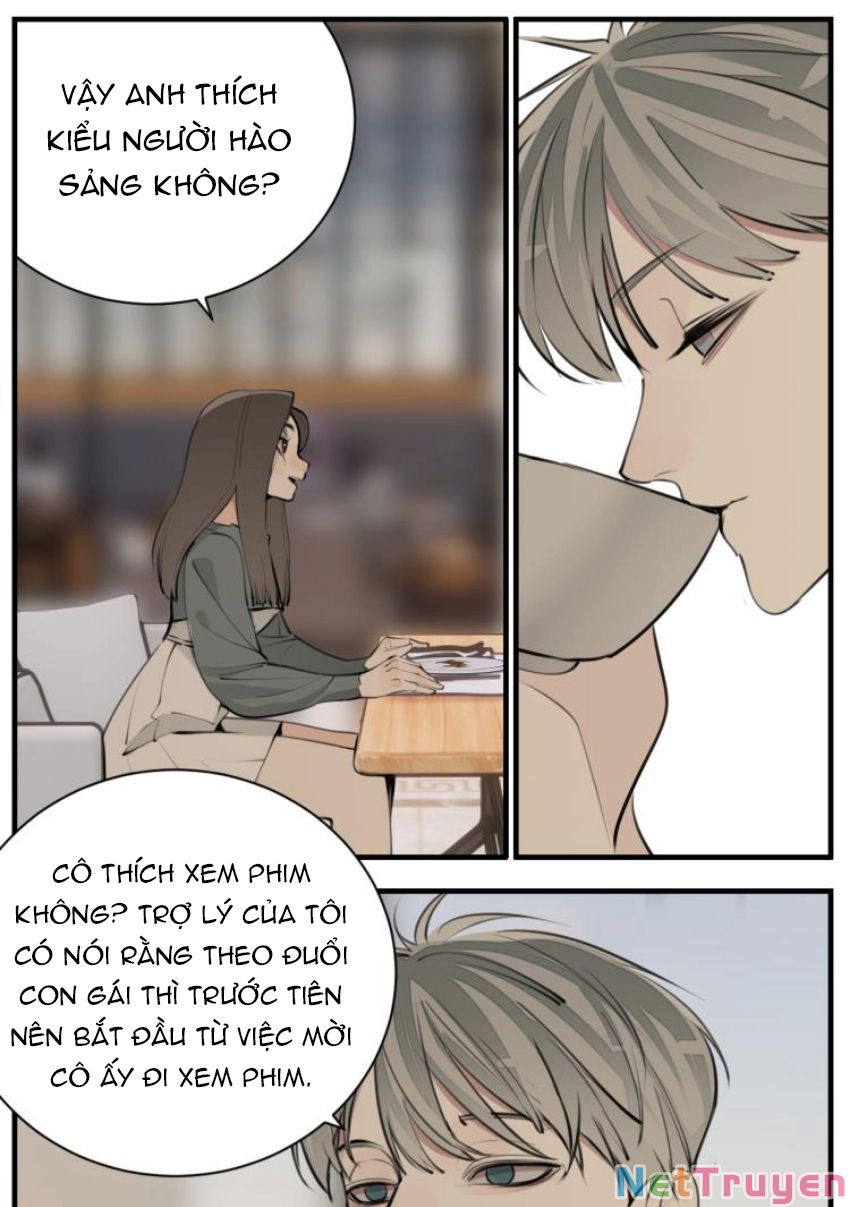 VẬY ANH THÍCH
KIỂU NGƯỜI HÀO
SẢNG KHÔNG?
CÔ THÍCH XEM PHIM
KHÔNG? TRỢ LÝ CỦA TÔI
CÓ NÓI RẰNG THEO ĐUỔI
CON GÁI THÌ TRƯỚC TIÊN
NÊN BẮT ĐẦU TỪ VIỆC MỜI
CÔ ẤY ĐI XEM PHIM.
NetTruyen